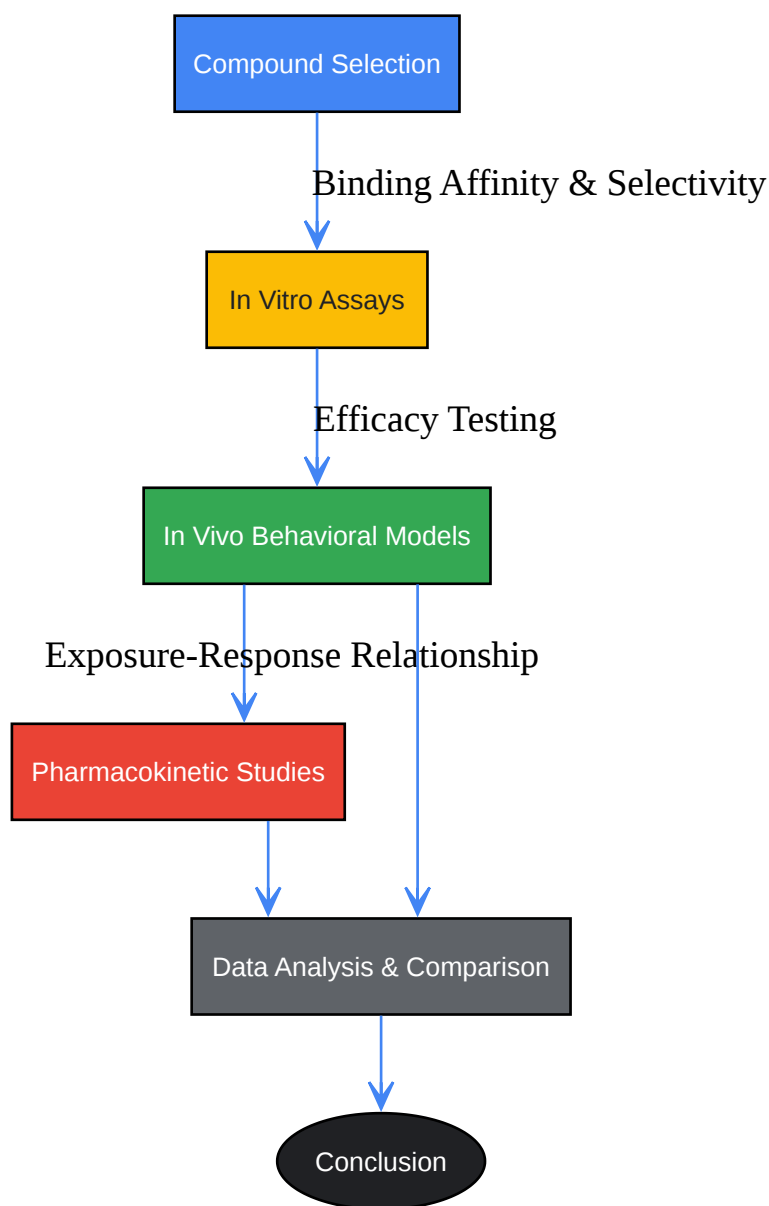 Compound Selection
Binding Affinity & Selectivity
In Vitro Assays
Efficacy Testing
In Vivo Behavioral Models
Exposure-Response Relationship
Pharmacokinetic Studies
Data Analysis & Comparison
Conclusion